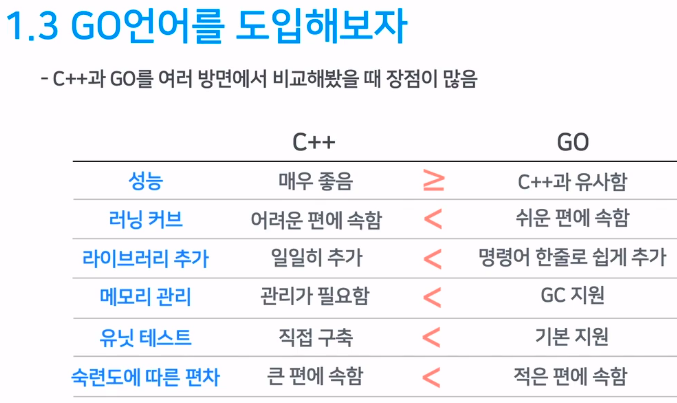 1.3 GO언어를 도입해보자
- C++과 GO를 여러 방면에서 비교해봤을 때 장점이 많음
C++ GO
성능 매우 좋음 ≥ C++과 유사함
러닝 커브 어려운 편에 속함 < 쉬운 편에 속함
라이브러리 추가 일일히 추가 < 명령어 한줄로 쉽게 추가
메모리 관리 관리가 필요함 < GC 지원
유닛 테스트 직접 구축 < 기본 지원
숙련도에 따른 편차 큰 편에 속함 < 적은 편에 속함